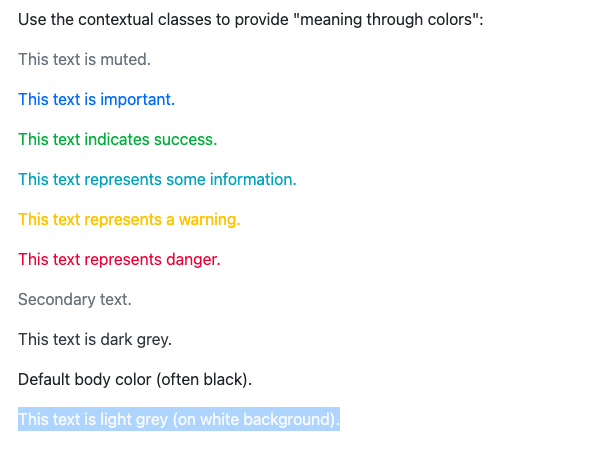 Use the contextual classes to provide "meaning through colors":
This text is muted.
This text is important.
This text indicates success.
This text represents some information.
This text represents a warning.
This text represents danger.
Secondary text.
This text is dark grey.
Default body color (often black).
This text is light grey (on white background).